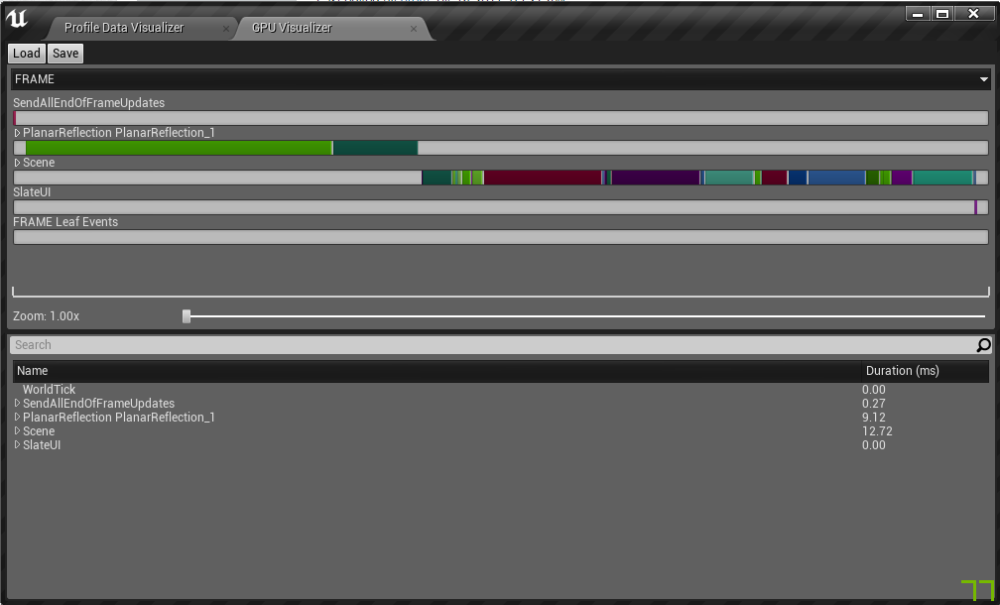 Profile Data Visualizer
GPU Visualizer
Load Save
FRAME
SendAllEndOfFrameUpdates
PlanarReflection PlanarReflection_1
Scene
SlateUI
FRAME Leaf Events
Zoom: 1.00x
Search
Name Duration (ms)
WorldTick 0.00
SendAllEndOfFrameUpdates 0.27
PlanarReflection PlanarReflection_1 9.12
Scene 12.72
SlateUI 0.00